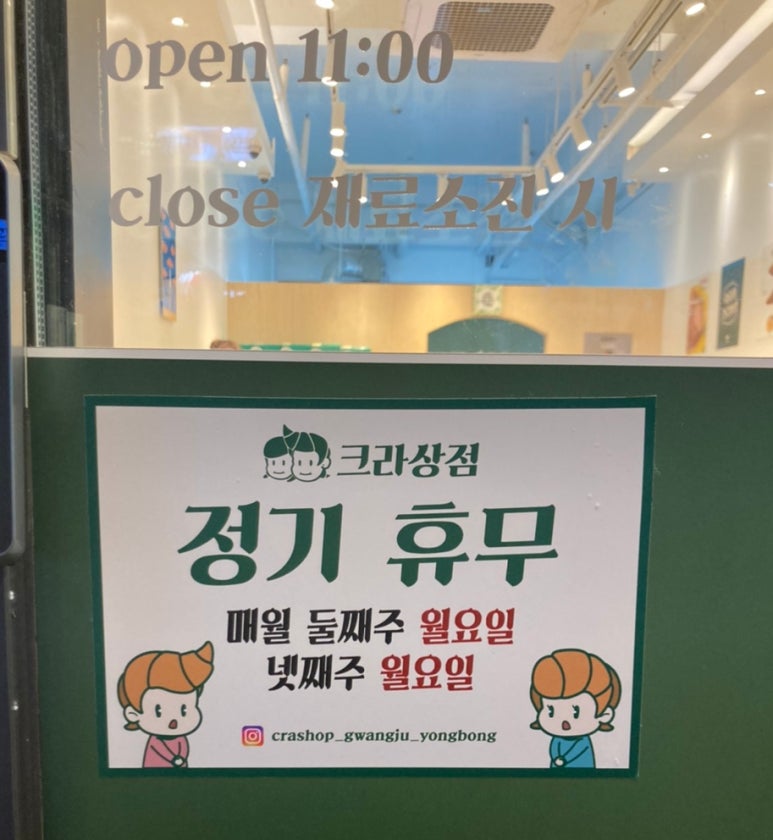 open 11:00
close 재료소진 시
크라상점
정기 휴무
매월 둘째주 월요일
넷째주 월요일
crashop_gwangju_yongbong